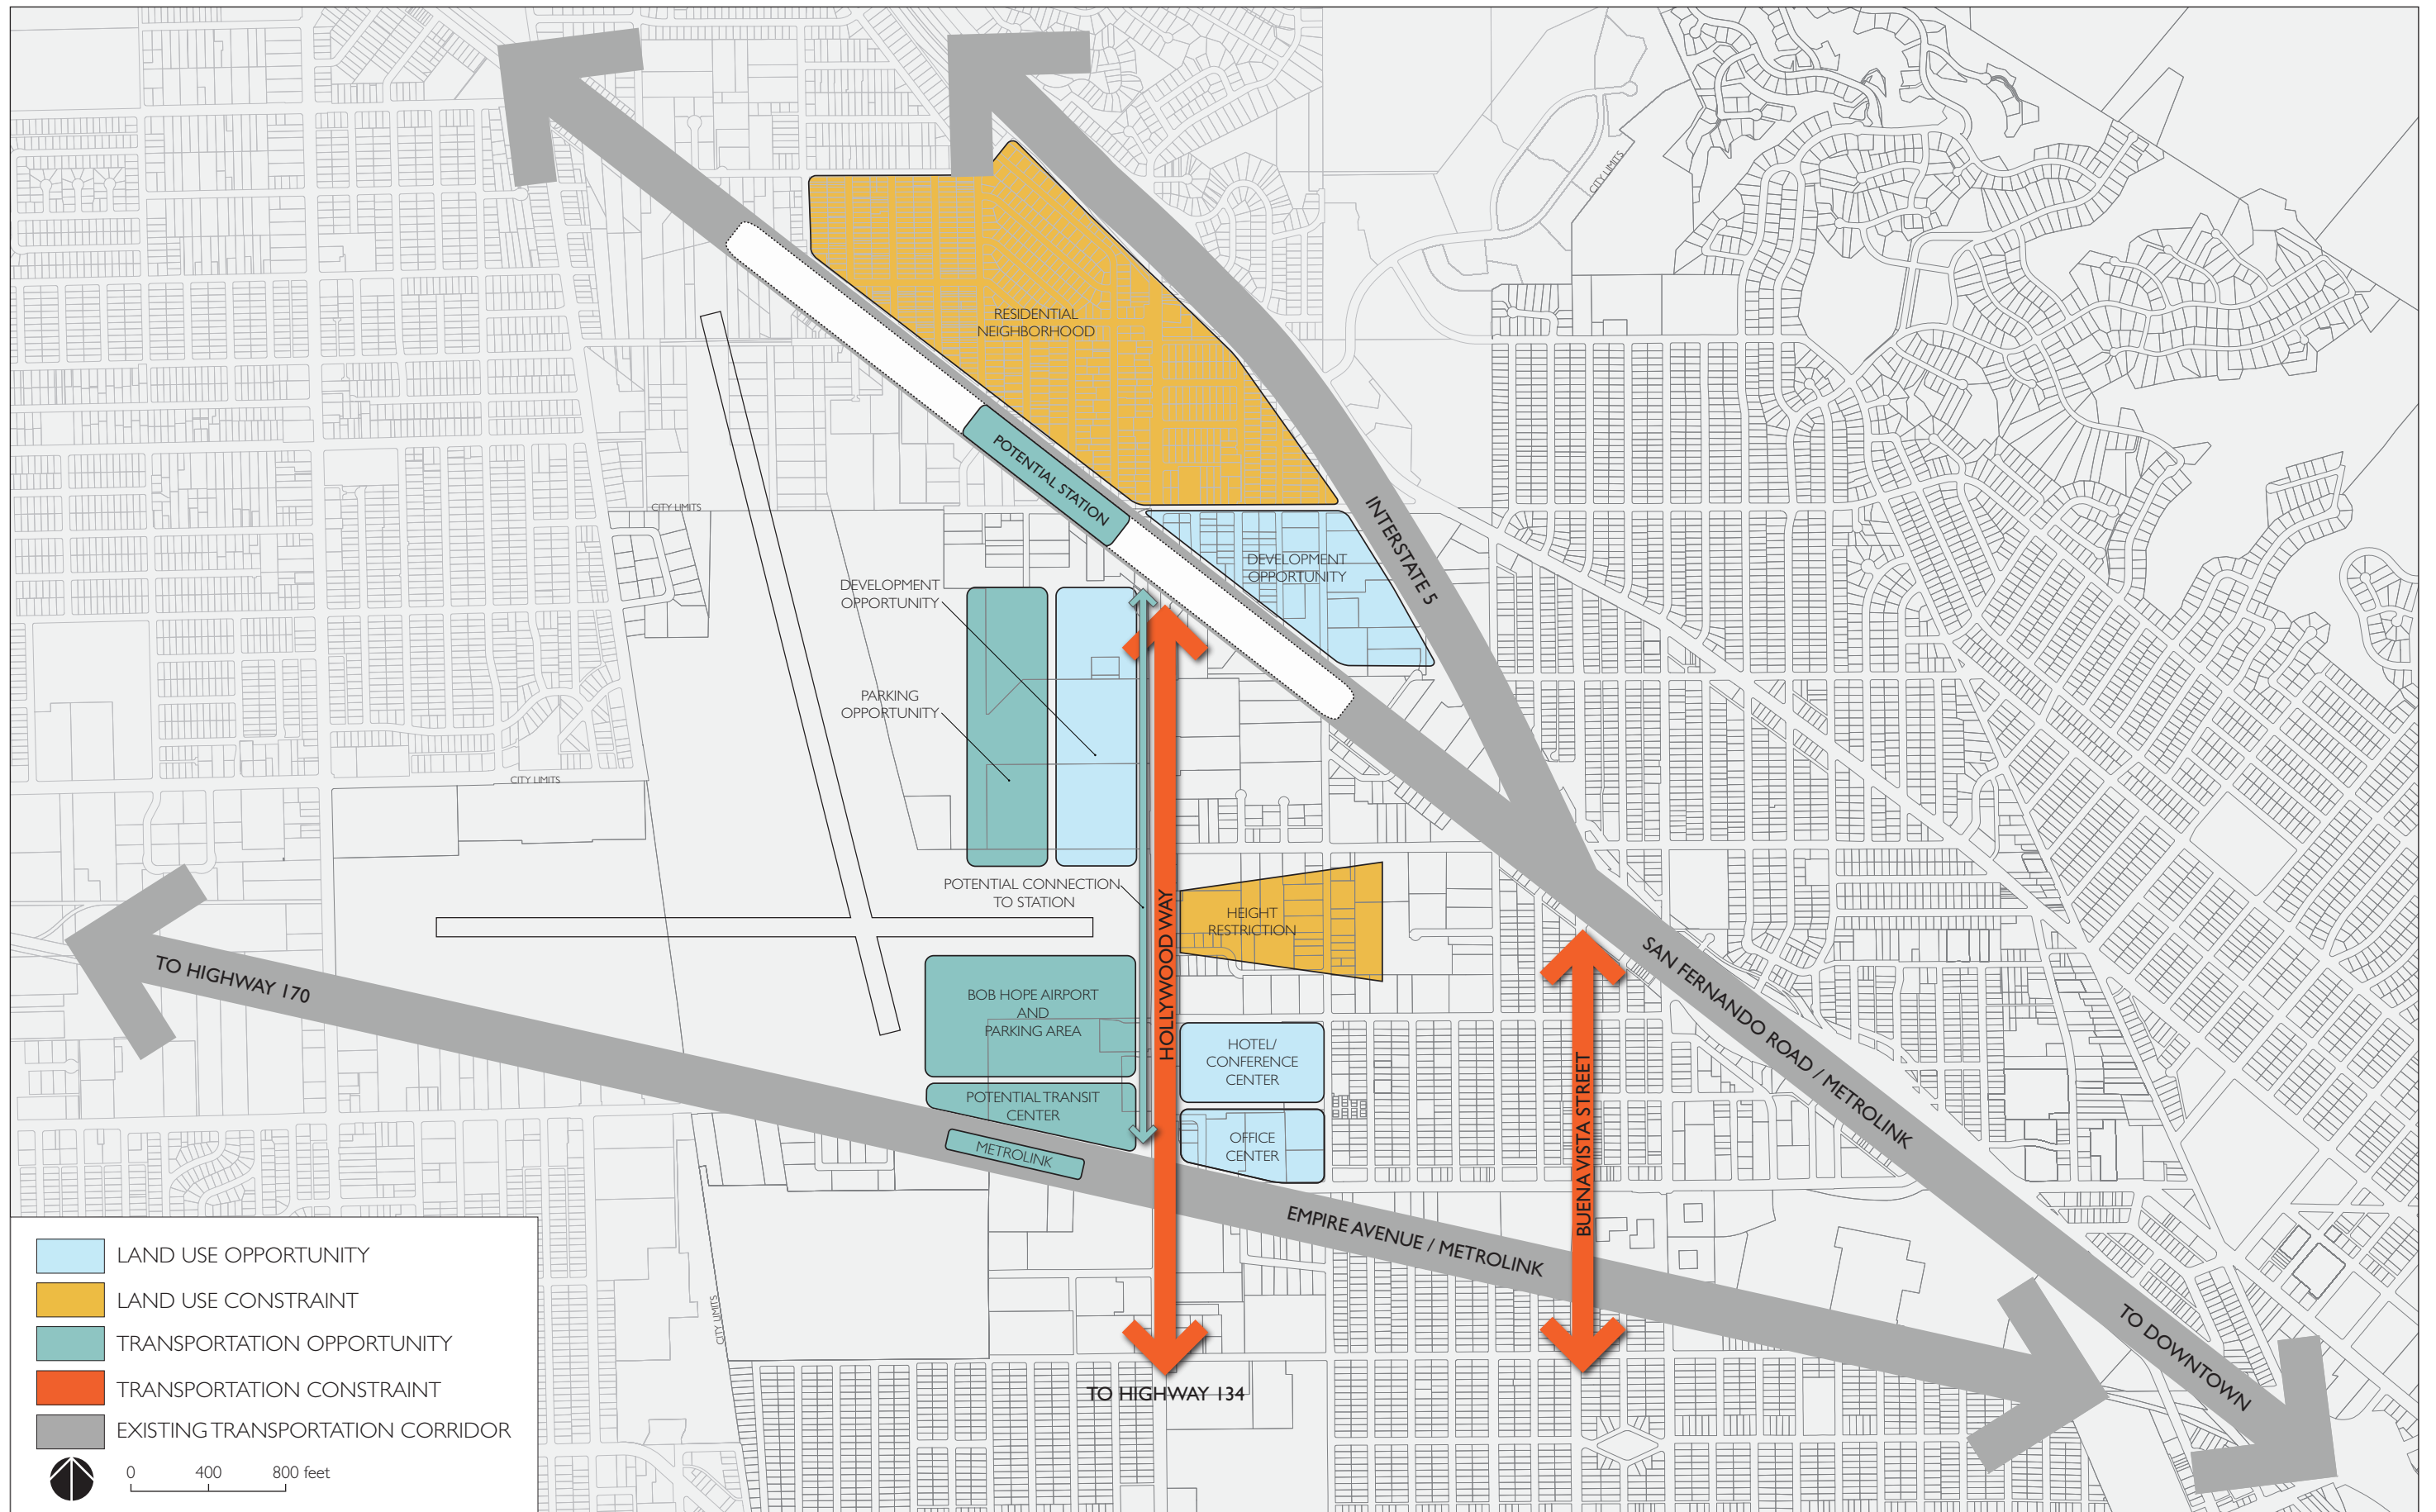 CITY LIMITS
RESIDENTIAL
NEIGHBORHOOD
POTENTIAL STATION
CITY LIMITS
INTERSTATE 5
DEVELOPMENT
OPPORTUNITY
DEVELOPMENT
OPPORTUNITY
PARKING
OPPORTUNITY
CITY LIMITS
POTENTIAL CONNECTION
TO STATION
HOLLYWOOD WAY
HEIGHT
RESTRICTION
TO HIGHWAY 170
BOB HOPE AIRPORT
AND
PARKING AREA
HOTEL/
CONFERENCE
CENTER
SAN FERNANDO ROAD / METROLINK
POTENTIAL TRANSIT
CENTER
METROLINK
OFFICE
CENTER
BUENA VISTA STREET
EMPIRE AVENUE / METROLINK
CITY LIMITS
TO DOWNTOWN
TO HIGHWAY 134
LAND USE OPPORTUNITY
LAND USE CONSTRAINT
TRANSPORTATION OPPORTUNITY
TRANSPORTATION CONSTRAINT
EXISTING TRANSPORTATION CORRIDOR
0 400 800 feet